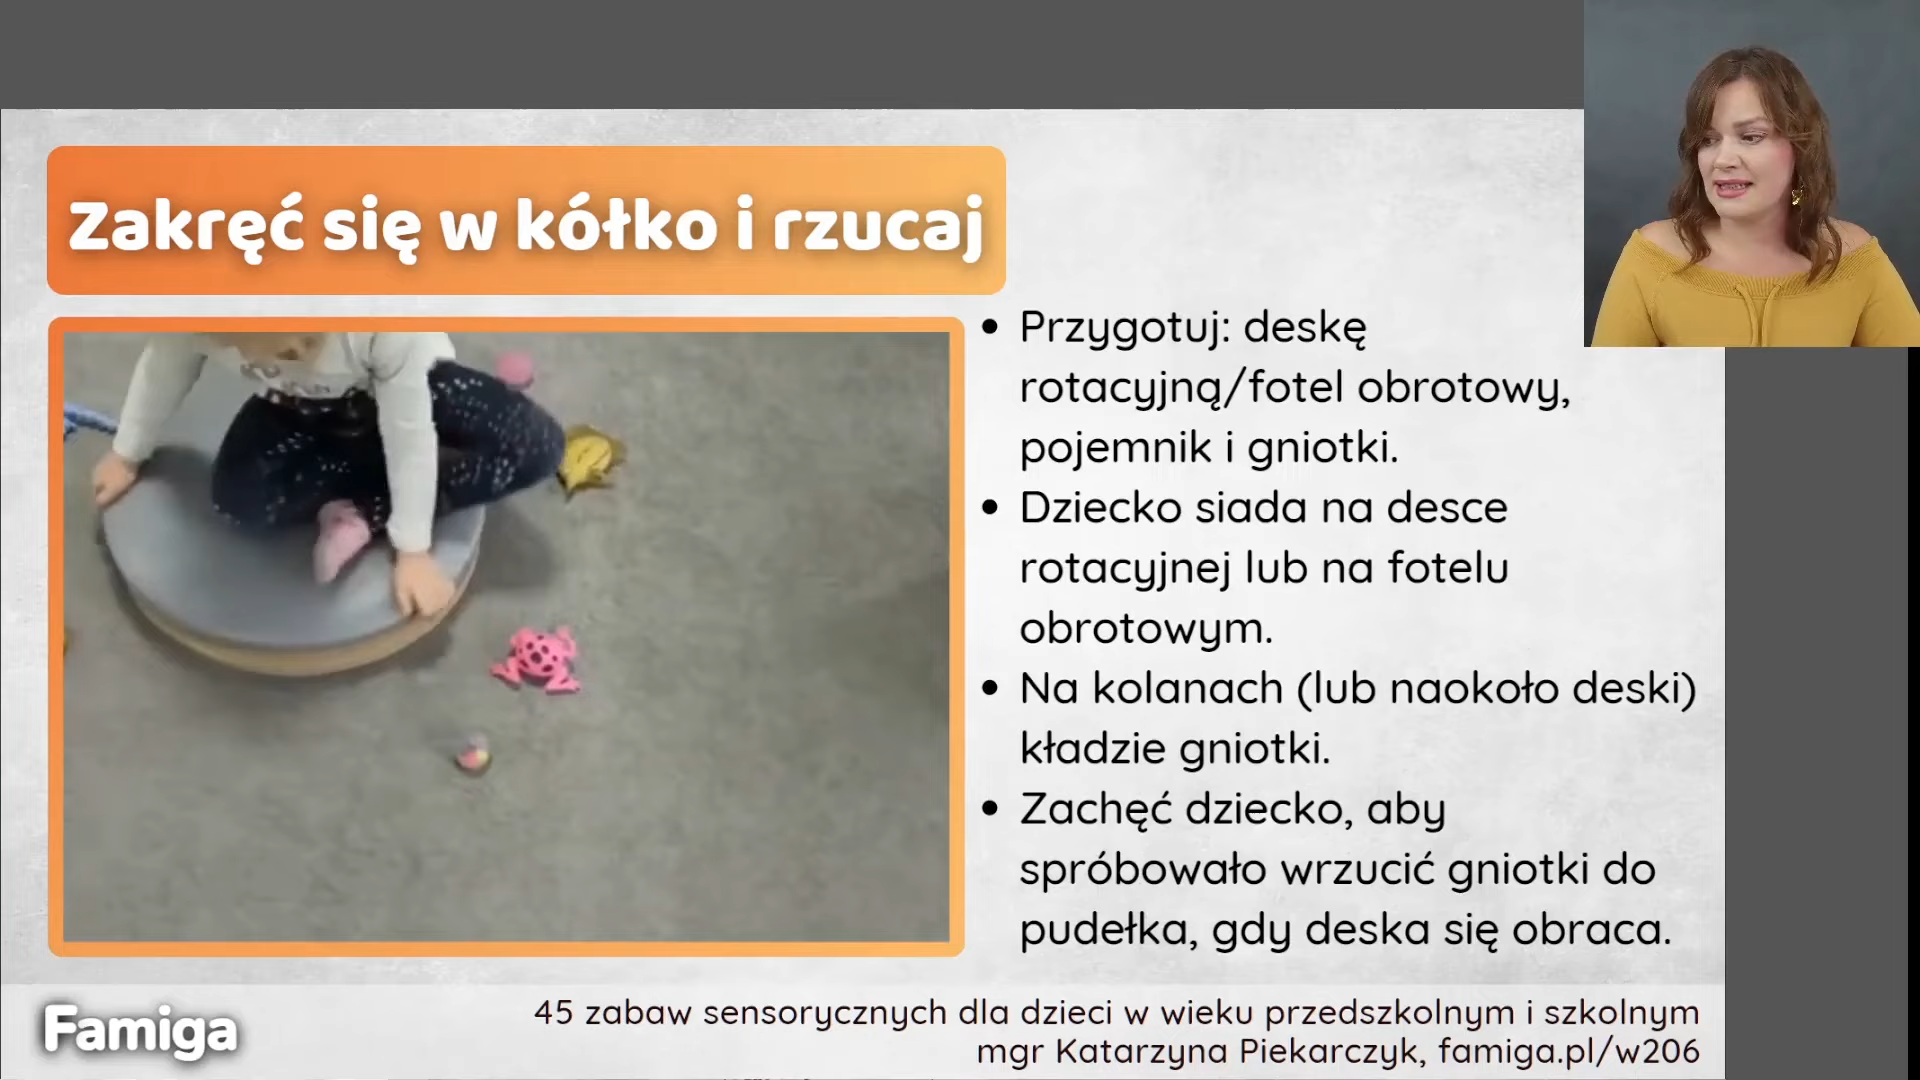 Zakręć się w kółko i rzucaj
• Przygotuj: deskę
rotacyjną/fotel obrotowy,
pojemnik i gniotki.
• Dziecko siada na desce
rotacyjnej lub na fotelu
obrotowym.
• Na kolanach (lub naokoło deski)
kładzie gniotki.
• Zachęć dziecko, aby
spróbowało wrzucić gniotki do
pudełka, gdy deska się obraca.
Famiga
45 zabaw sensorycznych dla dzieci w wieku przedszkolnym i szkolnym
mgr Katarzyna Piekarczyk, famiga.pl/w206